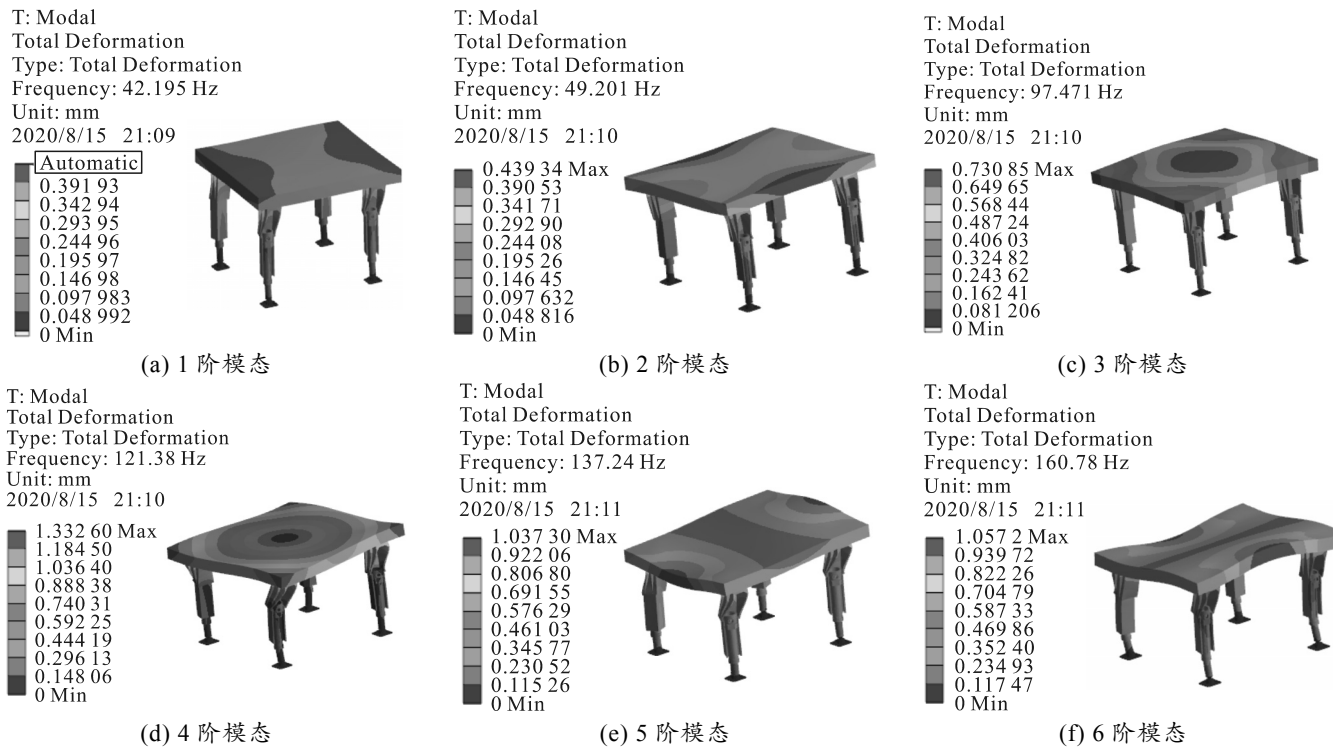 T: Modal
Total Deformation
Type: Total Deformation
Frequency: 42.195 Hz
Unit: mm
2020/8/15 21:09
Automatic
0.391 93
0.342 94
0.293 95
0.244 96
0.195 97
0.146 98
0.097 983
0.048 992
0 Min
(a) 1 阶模态
T: Modal
Total Deformation
Type: Total Deformation
Frequency: 49.201 Hz
Unit: mm
2020/8/15 21:10
0.439 34 Max
0.390 53
0.341 71
0.292 90
0.244 08
0.195 26
0.146 45
0.097 632
0.048 816
0 Min
(b) 2 阶模态
T: Modal
Total Deformation
Type: Total Deformation
Frequency: 97.471 Hz
Unit: mm
2020/8/15 21:10
0.730 85 Max
0.649 65
0.568 44
0.487 24
0.406 03
0.324 82
0.243 62
0.162 41
0.081 206
0 Min
(c) 3 阶模态
T: Modal
Total Deformation
Type: Total Deformation
Frequency: 121.38 Hz
Unit: mm
2020/8/15 21:10
1.332 60 Max
1.184 50
1.036 40
0.888 38
0.740 31
0.592 25
0.444 19
0.296 13
0.148 06
0 Min
(d) 4 阶模态
T: Modal
Total Deformation
Type: Total Deformation
Frequency: 137.24 Hz
Unit: mm
2020/8/15 21:11
1.037 30 Max
0.922 06
0.806 80
0.691 55
0.576 29
0.461 03
0.345 77
0.230 52
0.115 26
0 Min
(e) 5 阶模态
T: Modal
Total Deformation
Type: Total Deformation
Frequency: 160.78 Hz
Unit: mm
2020/8/15 21:11
1.057 2 Max
0.939 72
0.822 26
0.704 79
0.587 33
0.469 86
0.352 40
0.234 93
0.117 47
0 Min
(f) 6 阶模态